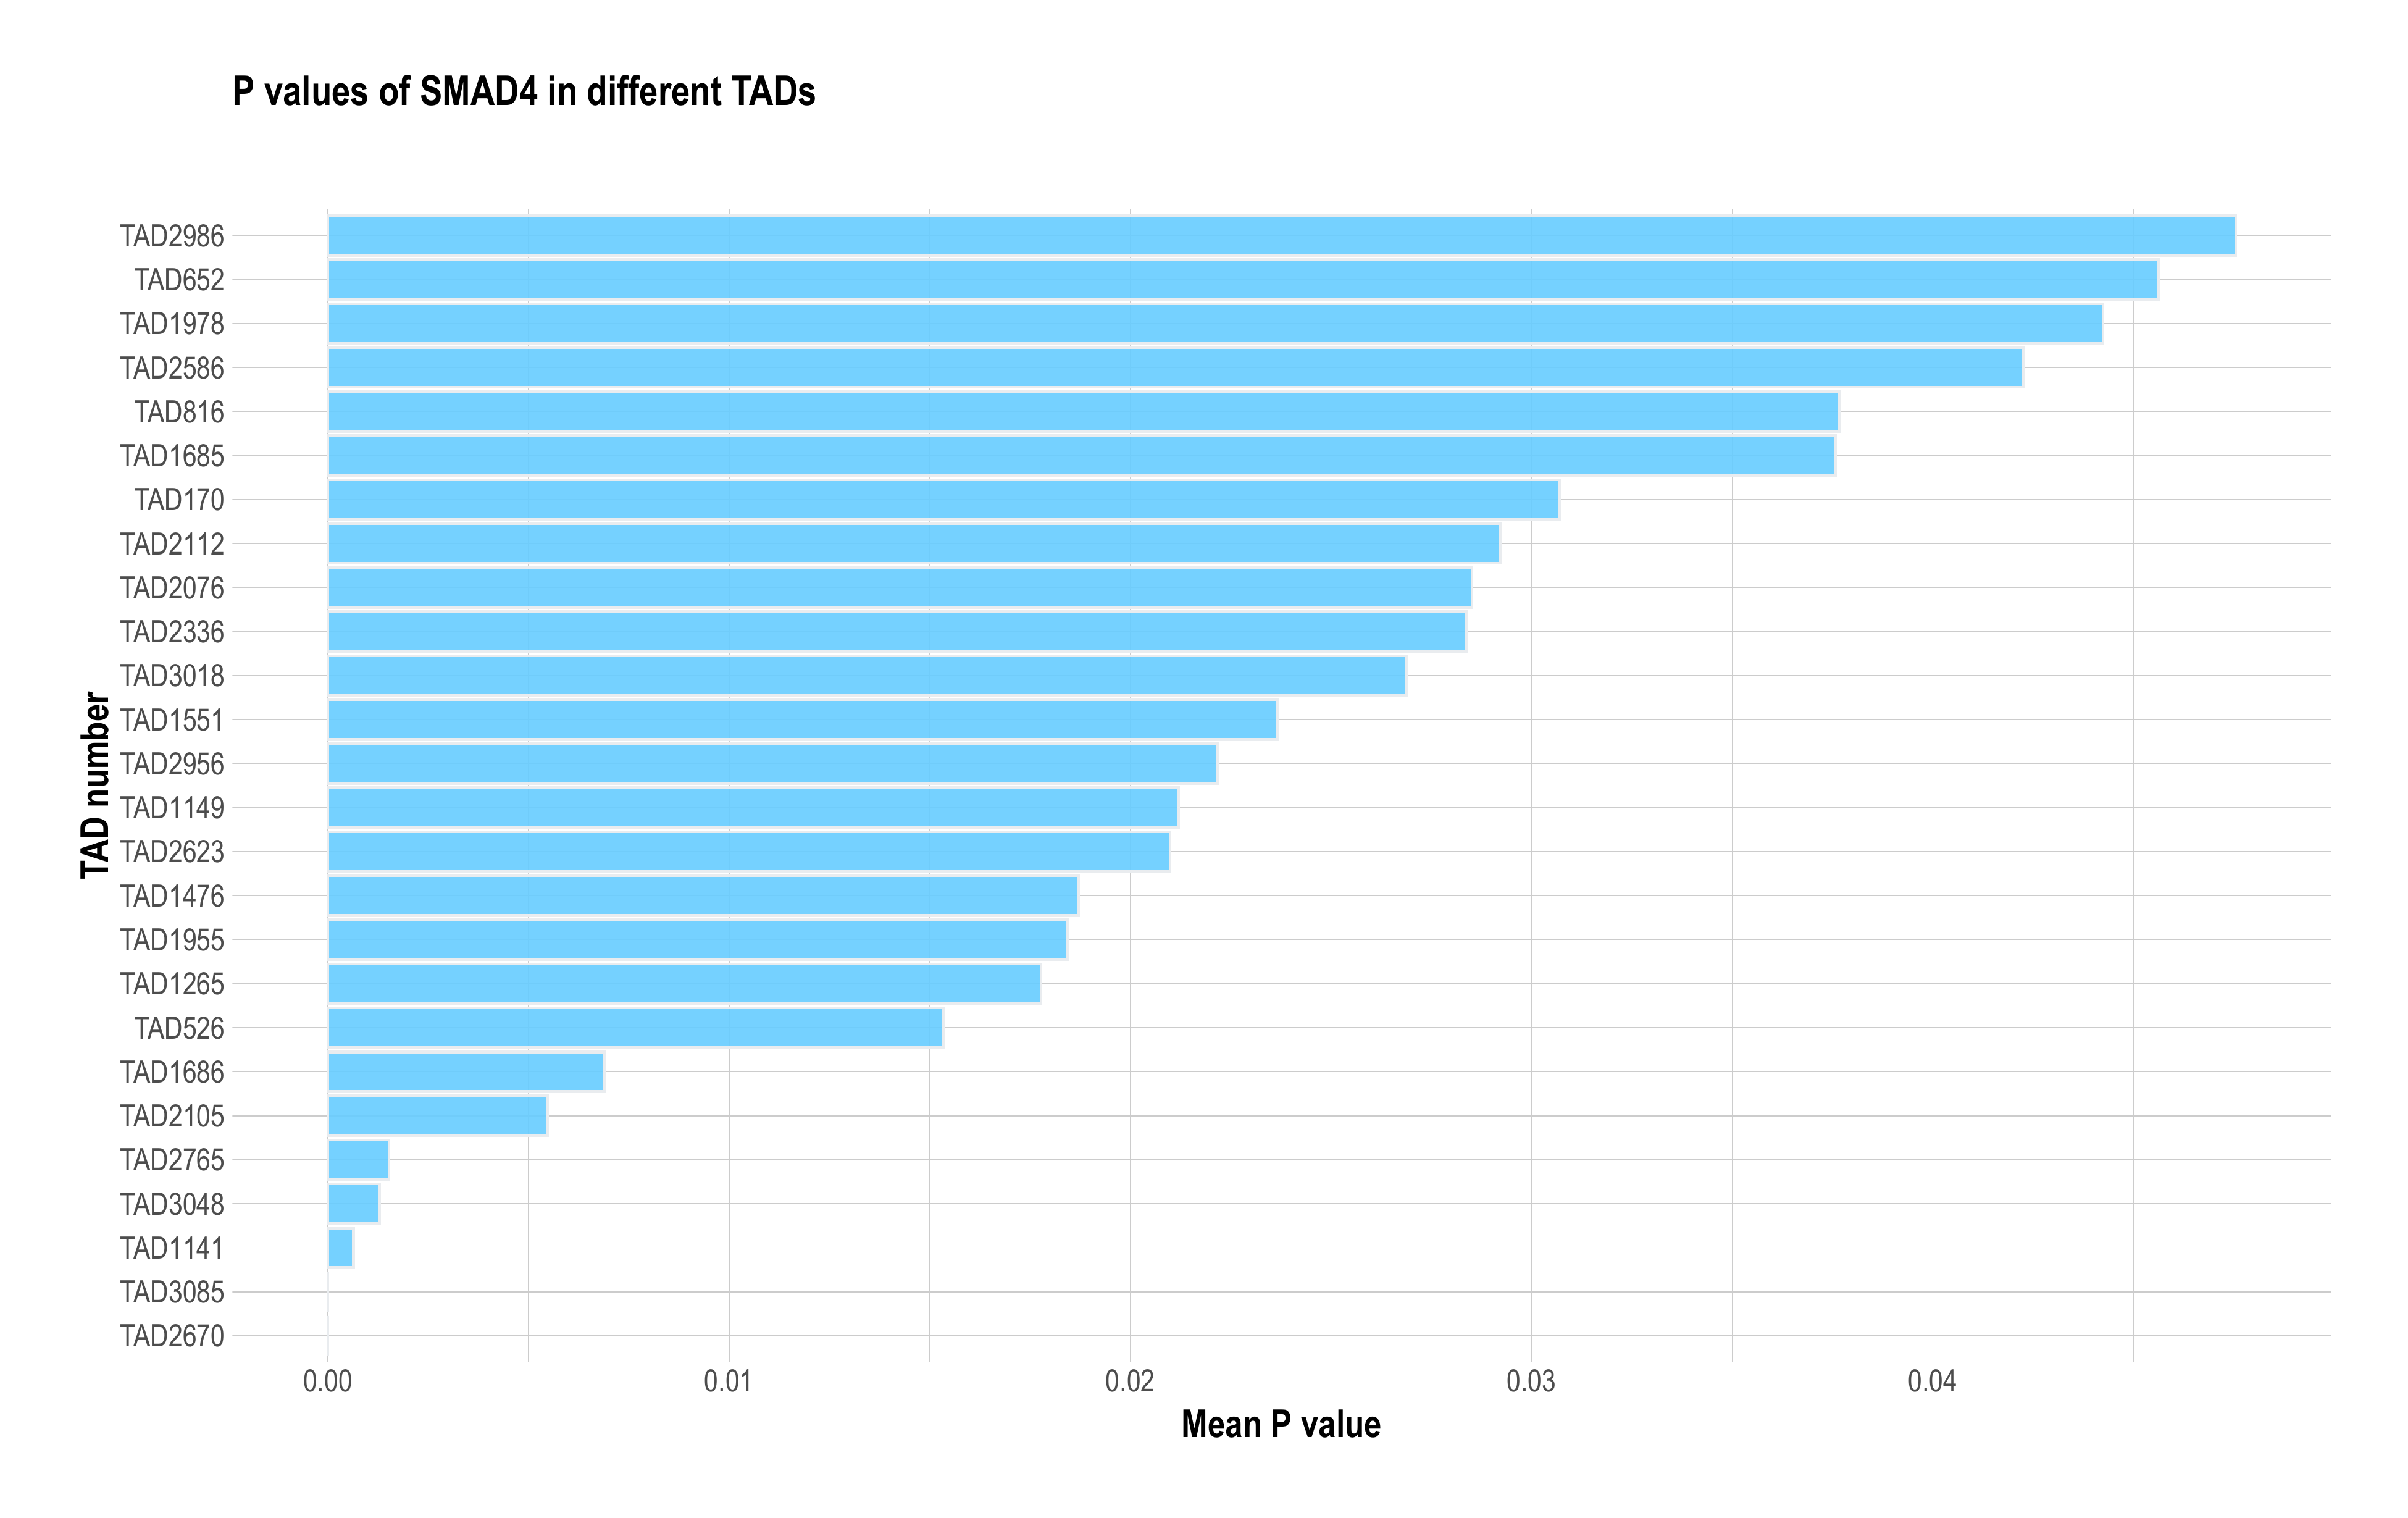 P values of SMAD4 in different TADs
TAD number
TAD2986
TAD652
TAD1978
TAD2586
TAD816
TAD1685
TAD170
TAD2112
TAD2076
TAD2336
TAD3018
TAD1551
TAD2956
TAD1149
TAD2623
TAD1476
TAD1955
TAD1265
TAD526
TAD1686
TAD2105
TAD2765
TAD3048
TAD1141
TAD3085
TAD2670
0.00 0.01 0.02 0.03 0.04
Mean P value